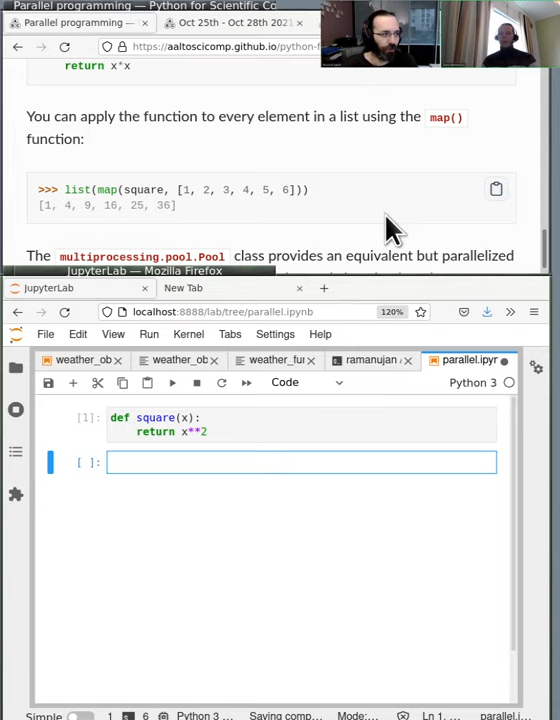 Parallel programming — Python for Scientific Co
Parallel programming —
Oct 25th - Oct 28th 2021
https://aaltoscicomp.github.io/python-f
return x*x
You can apply the function to every element in a list using the map()
function:
>>> list(map(square, [1, 2, 3, 4, 5, 6]))
[1, 4, 9, 16, 25, 36]
The multiprocessing.pool.Pool class provides an equivalent but parallelized
JupyterLab — Mozilla Firefox
JupyterLab
New Tab
localhost:8888/lab/tree/parallel.ipynb
120%
File Edit View Run Kernel Tabs Settings Help
weather_ob
weather_ob
weather_fur
ramanujan
parallel.ipyr
Code
Python 3
[1]: def square(x):
return x**2
[ ]:
Simple 1 6 Python 3 ... Saving comp... Mode:... Ln 1, ... parallel.i...